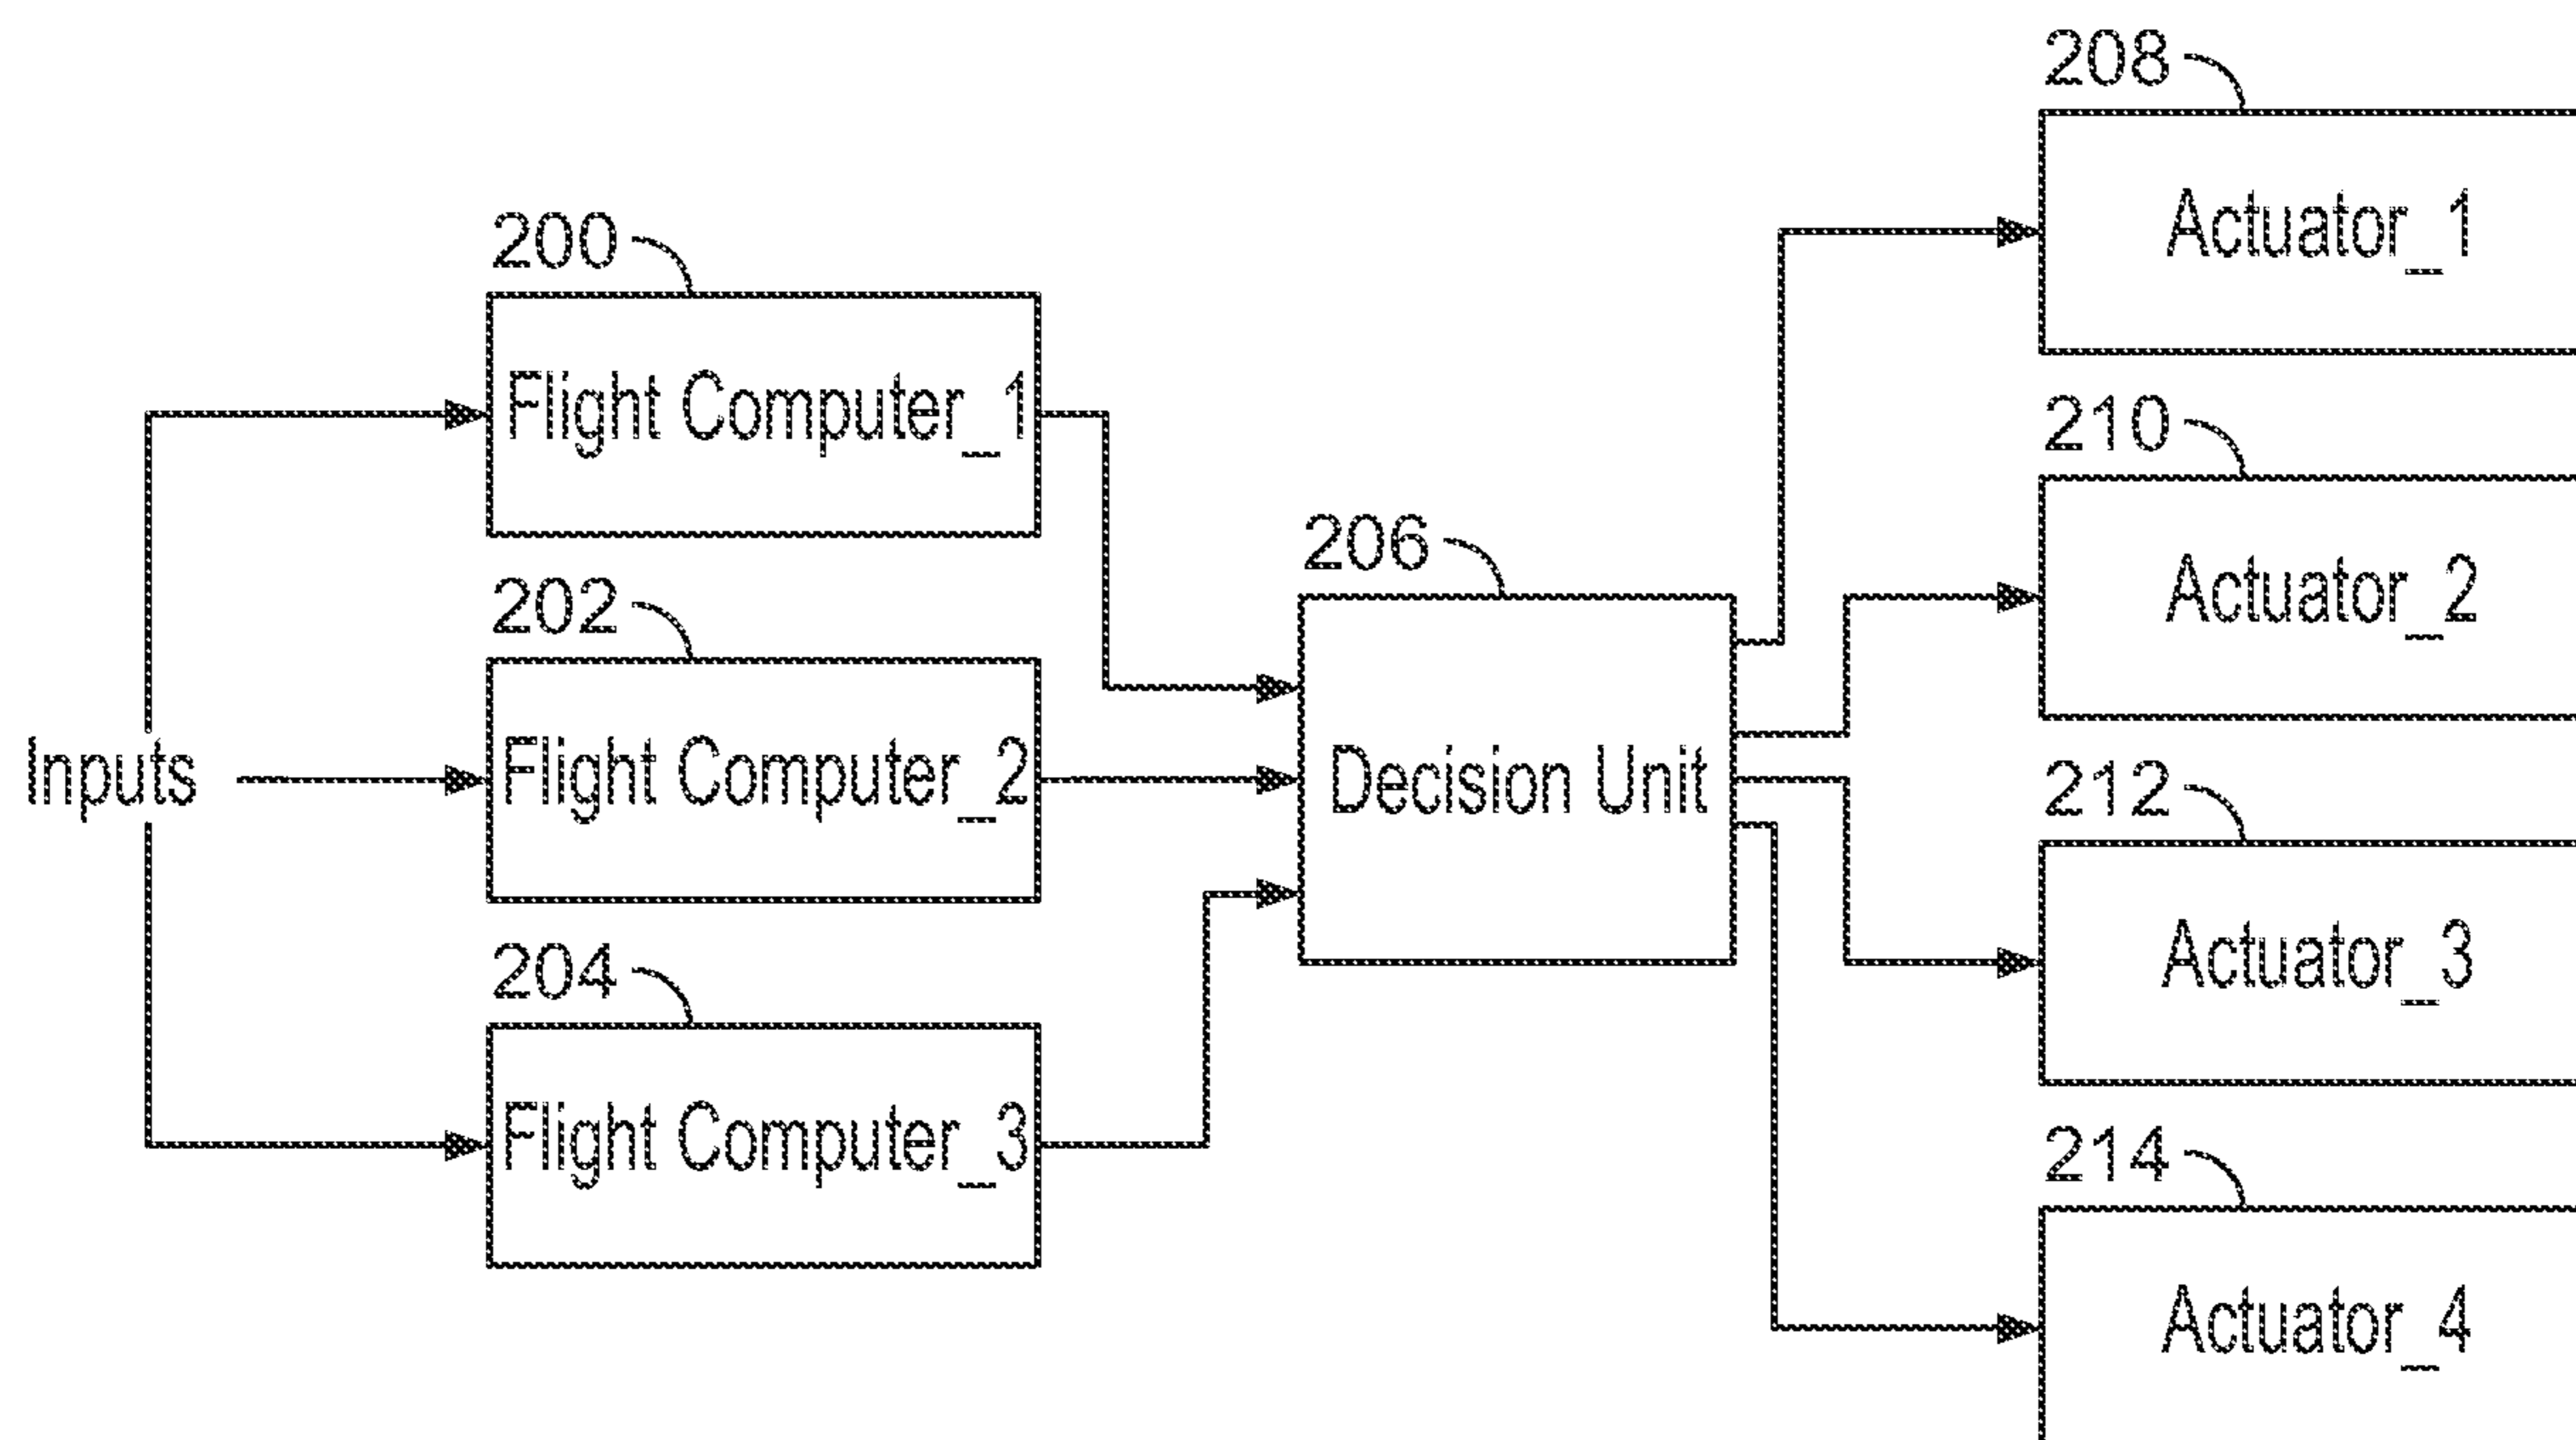 208
Actuator_1
200
Flight Computer_1
210
Actuator_2
206
202
Inputs
Flight Computer_2
Decision Unit
212
Actuator_3
204
Flight Computer_3
214
Actuator_4